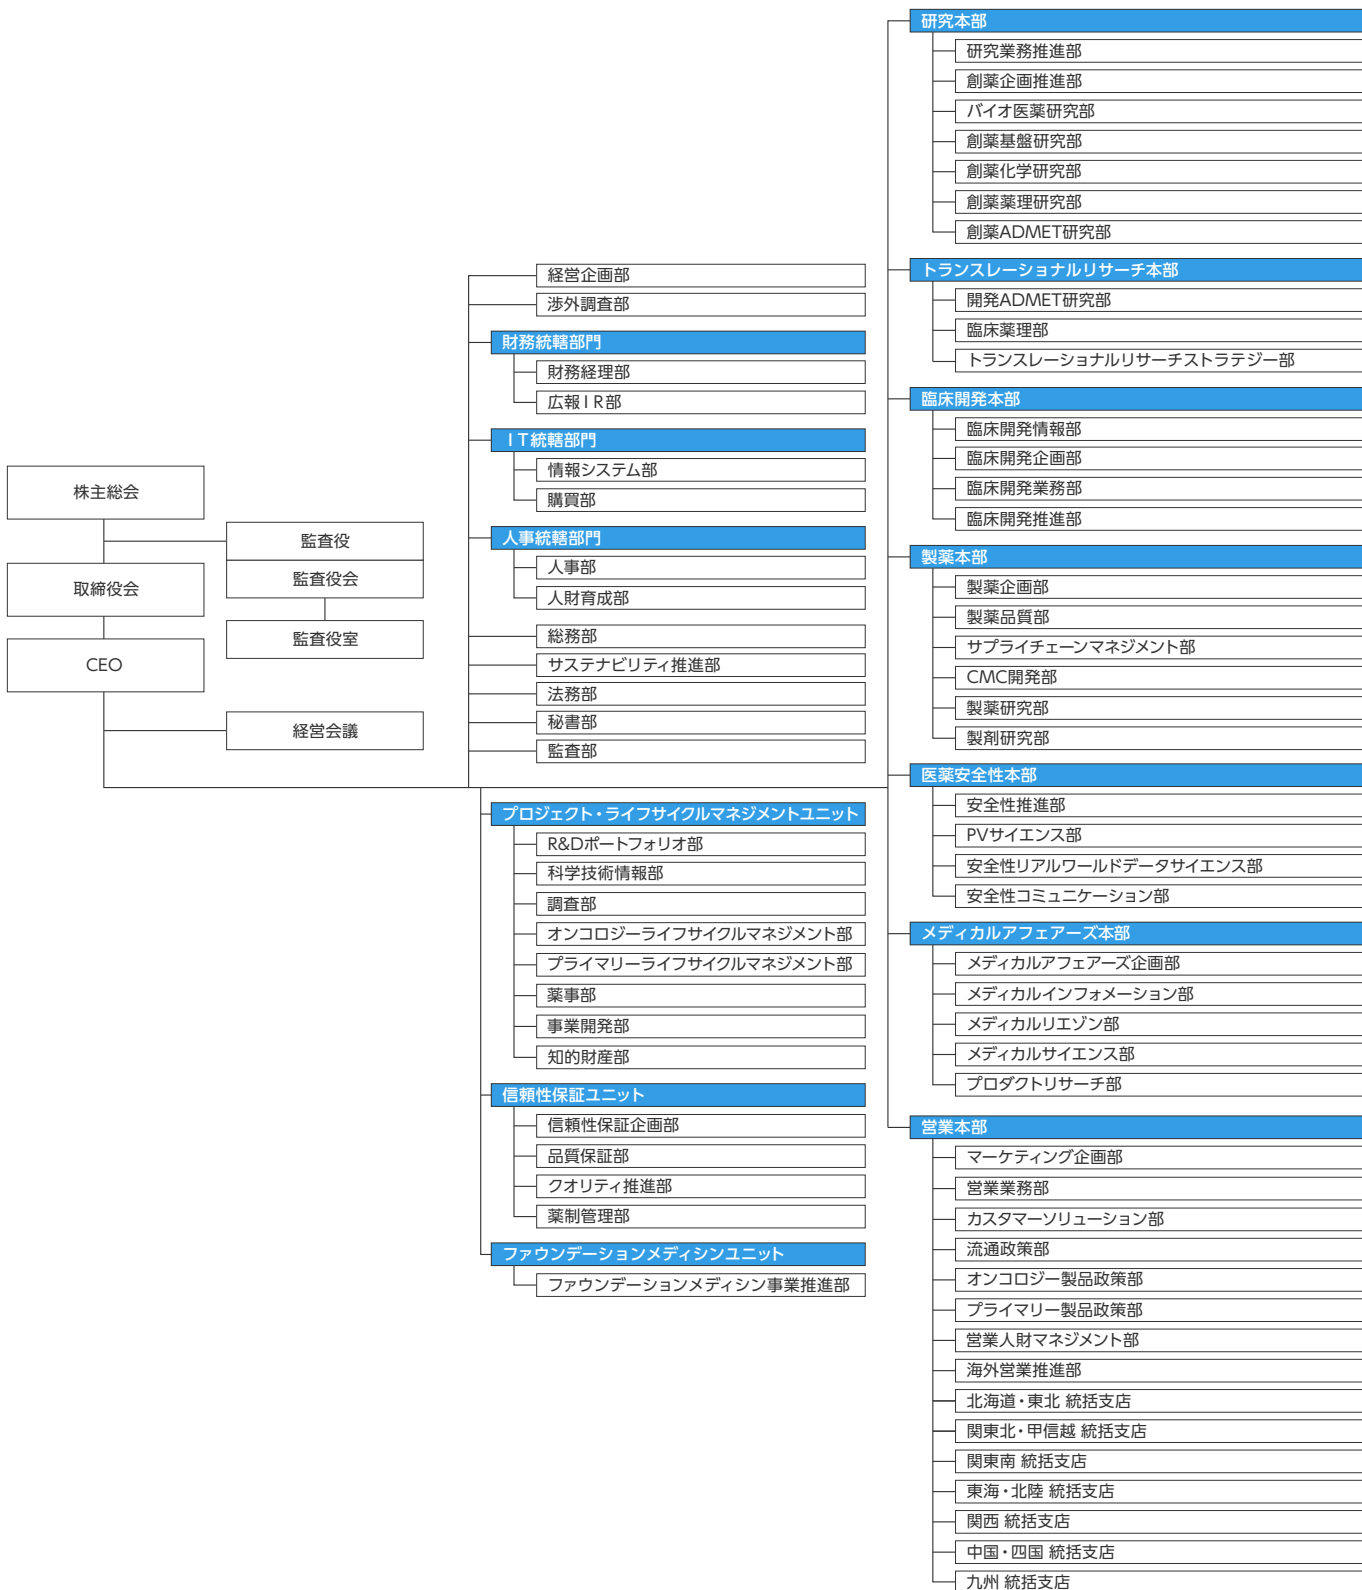 株主総会
監査役
監査役会
取締役会
監査役室
CEO
経営会議
経営企画部
渉外調査部
財務統轄部門
財務経理部
広報IR部
IT統轄部門
情報システム部
購買部
人事統轄部門
人事部
人財育成部
総務部
サステナビリティ推進部
法務部
秘書部
監査部
プロジェクト・ライフサイクルマネジメントユニット
R&Dポートフォリオ部
科学技術情報部
調査部
オンコロジーライフサイクルマネジメント部
プライマリーライフサイクルマネジメント部
薬事部
事業開発部
知的財産部
信頼性保証ユニット
信頼性保証企画部
品質保証部
クオリティ推進部
薬制管理部
ファウンデーションメディシンユニット
ファウンデーションメディシン事業推進部
研究本部
研究業務推進部
創薬企画推進部
バイオ医薬研究部
創薬基盤研究部
創薬化学研究部
創薬薬理研究部
創薬ADMET研究部
トランスレーショナルリサーチ本部
開発ADMET研究部
臨床薬理部
トランスレーショナルリサーチストラテジー部
臨床開発本部
臨床開発情報部
臨床開発企画部
臨床開発業務部
臨床開発推進部
製薬本部
製薬企画部
製薬品質部
サプライチェーンマネジメント部
CMC開発部
製薬研究部
製剤研究部
医薬安全性本部
安全性推進部
PVサイエンス部
安全性リアルワールドデータサイエンス部
安全性コミュニケーション部
メディカルアフェアーズ本部
メディカルアフェアーズ企画部
メディカルインフォメーション部
メディカルリエゾン部
メディカルサイエンス部
プロダクトリサーチ部
営業本部
マーケティング企画部
営業業務部
カスタマーソリューション部
流通政策部
オンコロジー製品政策部
プライマリー製品政策部
営業人財マネジメント部
海外営業推進部
北海道・東北 統括支店
関東北・甲信越 統括支店
関東南 統括支店
東海・北陸 統括支店
関西 統括支店
中国・四国 統括支店
九州 統括支店